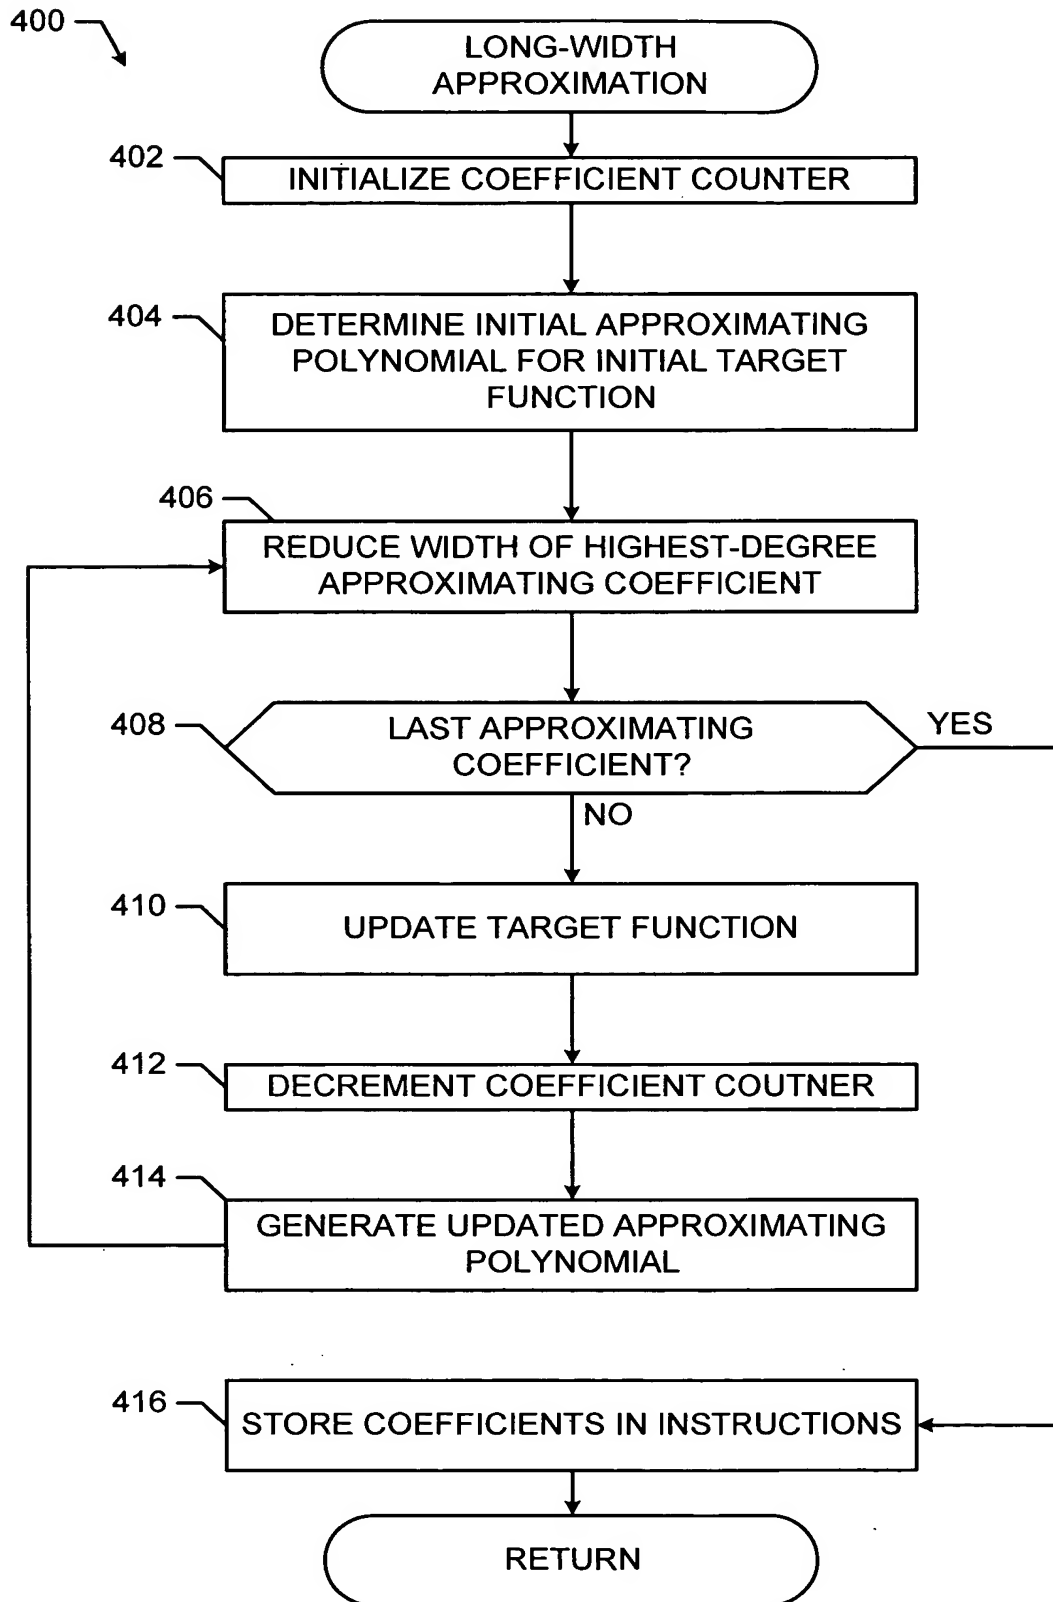 400
LONG-WIDTH
APPROXIMATION
402
INITIALIZE COEFFICIENT COUNTER
404
DETERMINE INITIAL APPROXIMATING
POLYNOMIAL FOR INITIAL TARGET
FUNCTION
406
REDUCE WIDTH OF HIGHEST-DEGREE
APPROXIMATING COEFFICIENT
408
LAST APPROXIMATING
COEFFICIENT?
YES
NO
410
UPDATE TARGET FUNCTION
412
DECREMENT COEFFICIENT COUTNER
414
GENERATE UPDATED APPROXIMATING
POLYNOMIAL
416
STORE COEFFICIENTS IN INSTRUCTIONS
RETURN